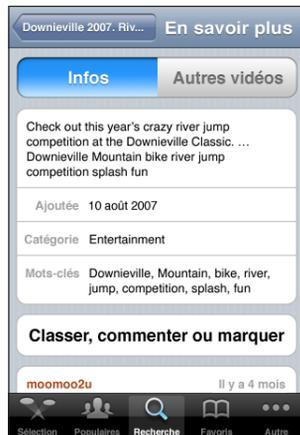 Downieville 2007. Riv... En savoir plus
Infos Autres vidéos
Check out this year's crazy river jump
competition at the Downieville Classic. ...
Downieville Mountain bike river jump
competition splash fun
Ajoutée 10 août 2007
Catégorie Entertainment
Mots-clés Downieville, Mountain, bike, river,
jump, competition, splash, fun
Classer, commenter ou marquer
moomoo2u Il y a 4 mois
Sélection Populaires Recherche Favoris Autre